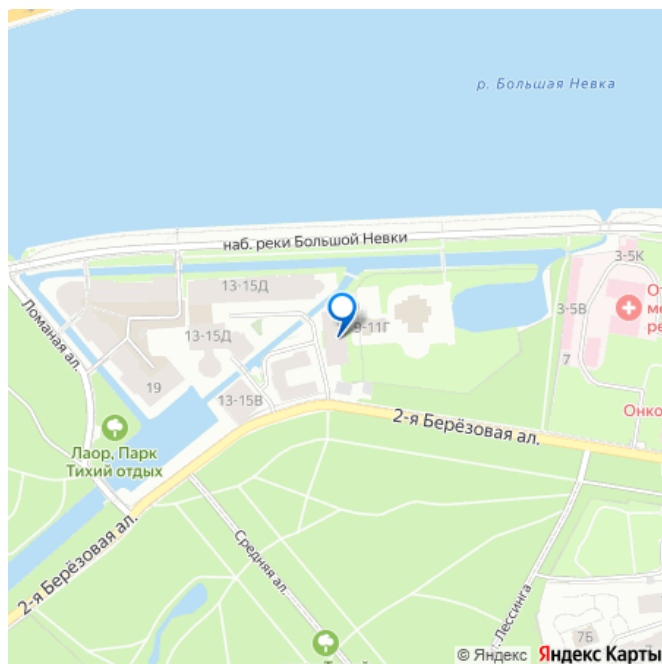 р. Большая Невка
наб. реки Большой Невки
3-5К
13-15Д
Ломаная ал.
3-5В
9-11Г
13-15Д
7
19
13-15В
Онко
2-я Берёзовая ал.
Лаор, Парк
Тихий отдых
2-я Берёзовая ал.
Средняя ал.
Лессинга
7Б
© Яндекс Яндекс Карты